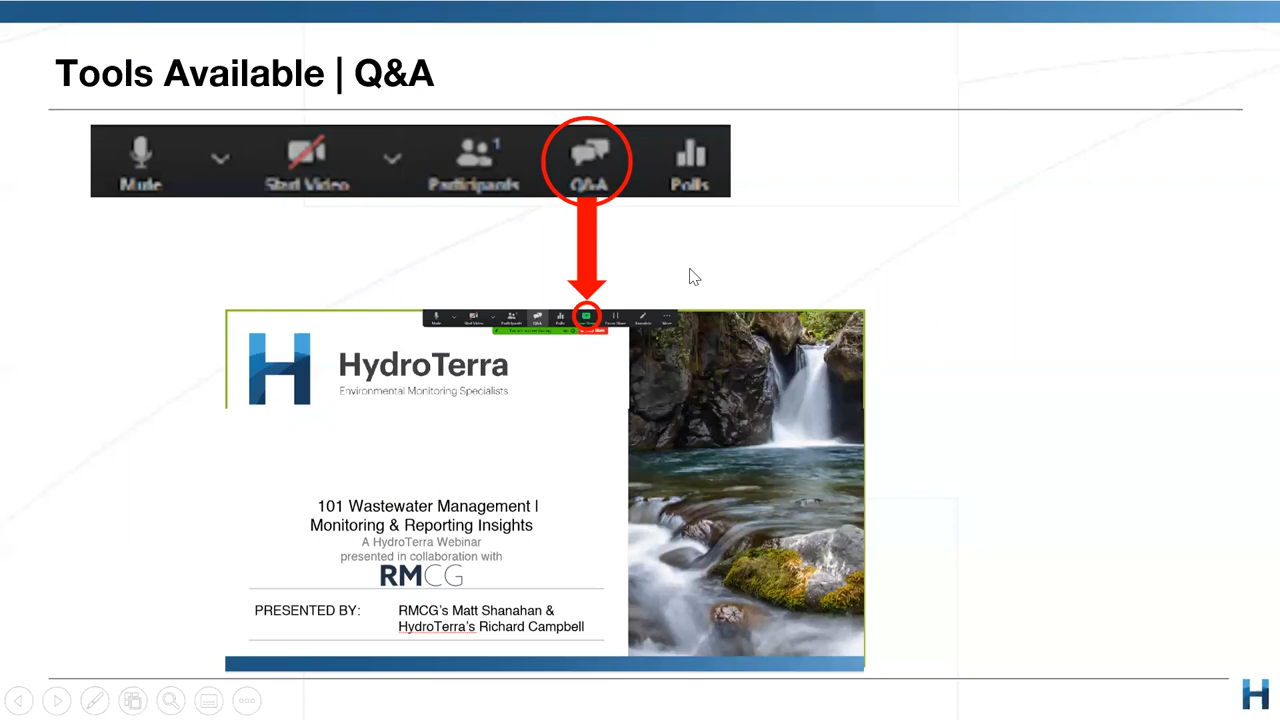 Tools Available | Q&A
Mute
Start Video
Participants
1
Q&A
Polls
HydroTerra
Environmental Monitoring Specialists
101 Wastewater Management |
Monitoring & Reporting Insights
A HydroTerra Webinar
presented in collaboration with
RMCG
PRESENTED BY: RMCG's Matt Shanahan &
HydroTerra's Richard Campbell